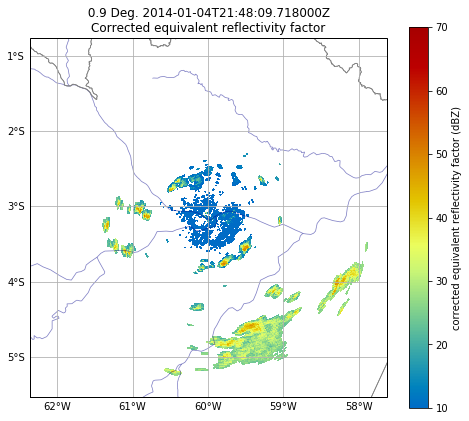 0.9 Deg. 2014-01-04T21:48:09.718000Z
Corrected equivalent reflectivity factor
1°S
2°S
3°S
4°S
5°S
62°W 61°W 60°W 59°W 58°W
70
60
50
40
30
20
10
corrected equivalent reflectivity factor (dBZ)